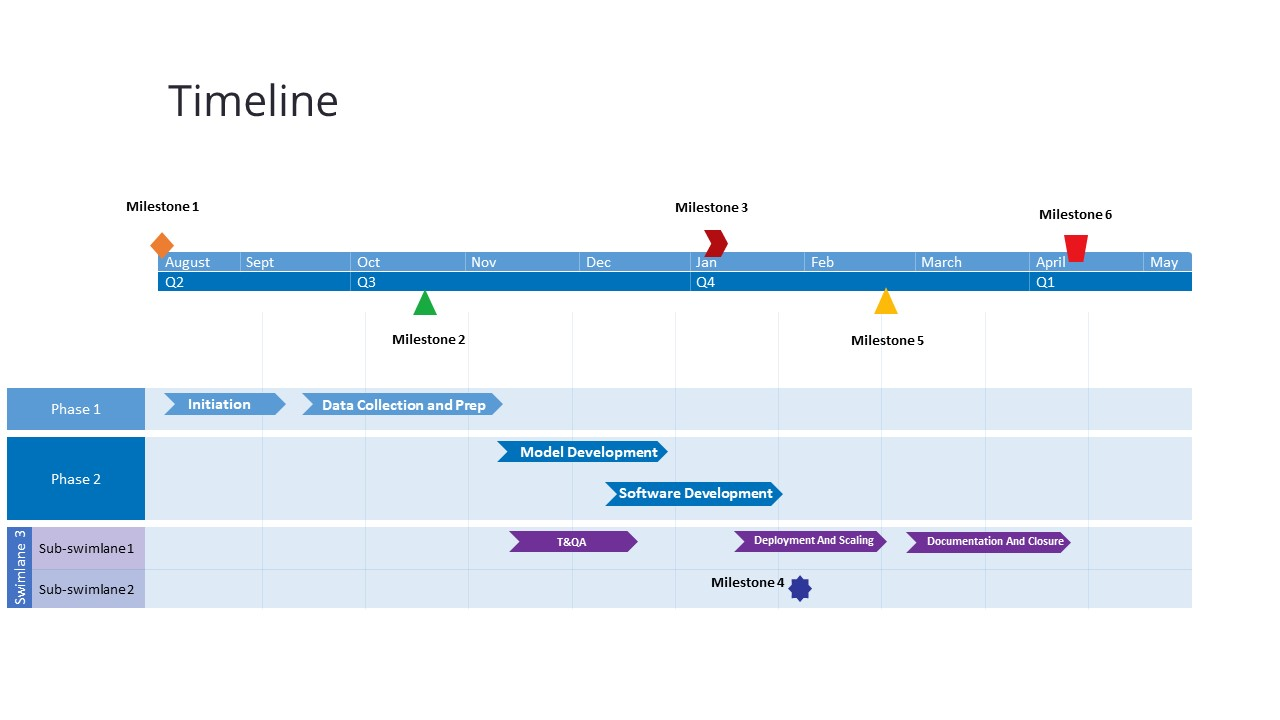 Timeline
Milestone 1
Milestone 3
Milestone 6
August Sept Oct Nov Dec Jan Feb March April May
Q2 Q3 Q4 Q1
Milestone 2
Milestone 5
Phase 1
Initiation
Data Collection and Prep
Phase 2
Model Development
Software Development
Swimlane 3
Sub-swimlane1
T&QA
Deployment And Scaling
Documentation And Closure
Sub-swimlane2
Milestone 4